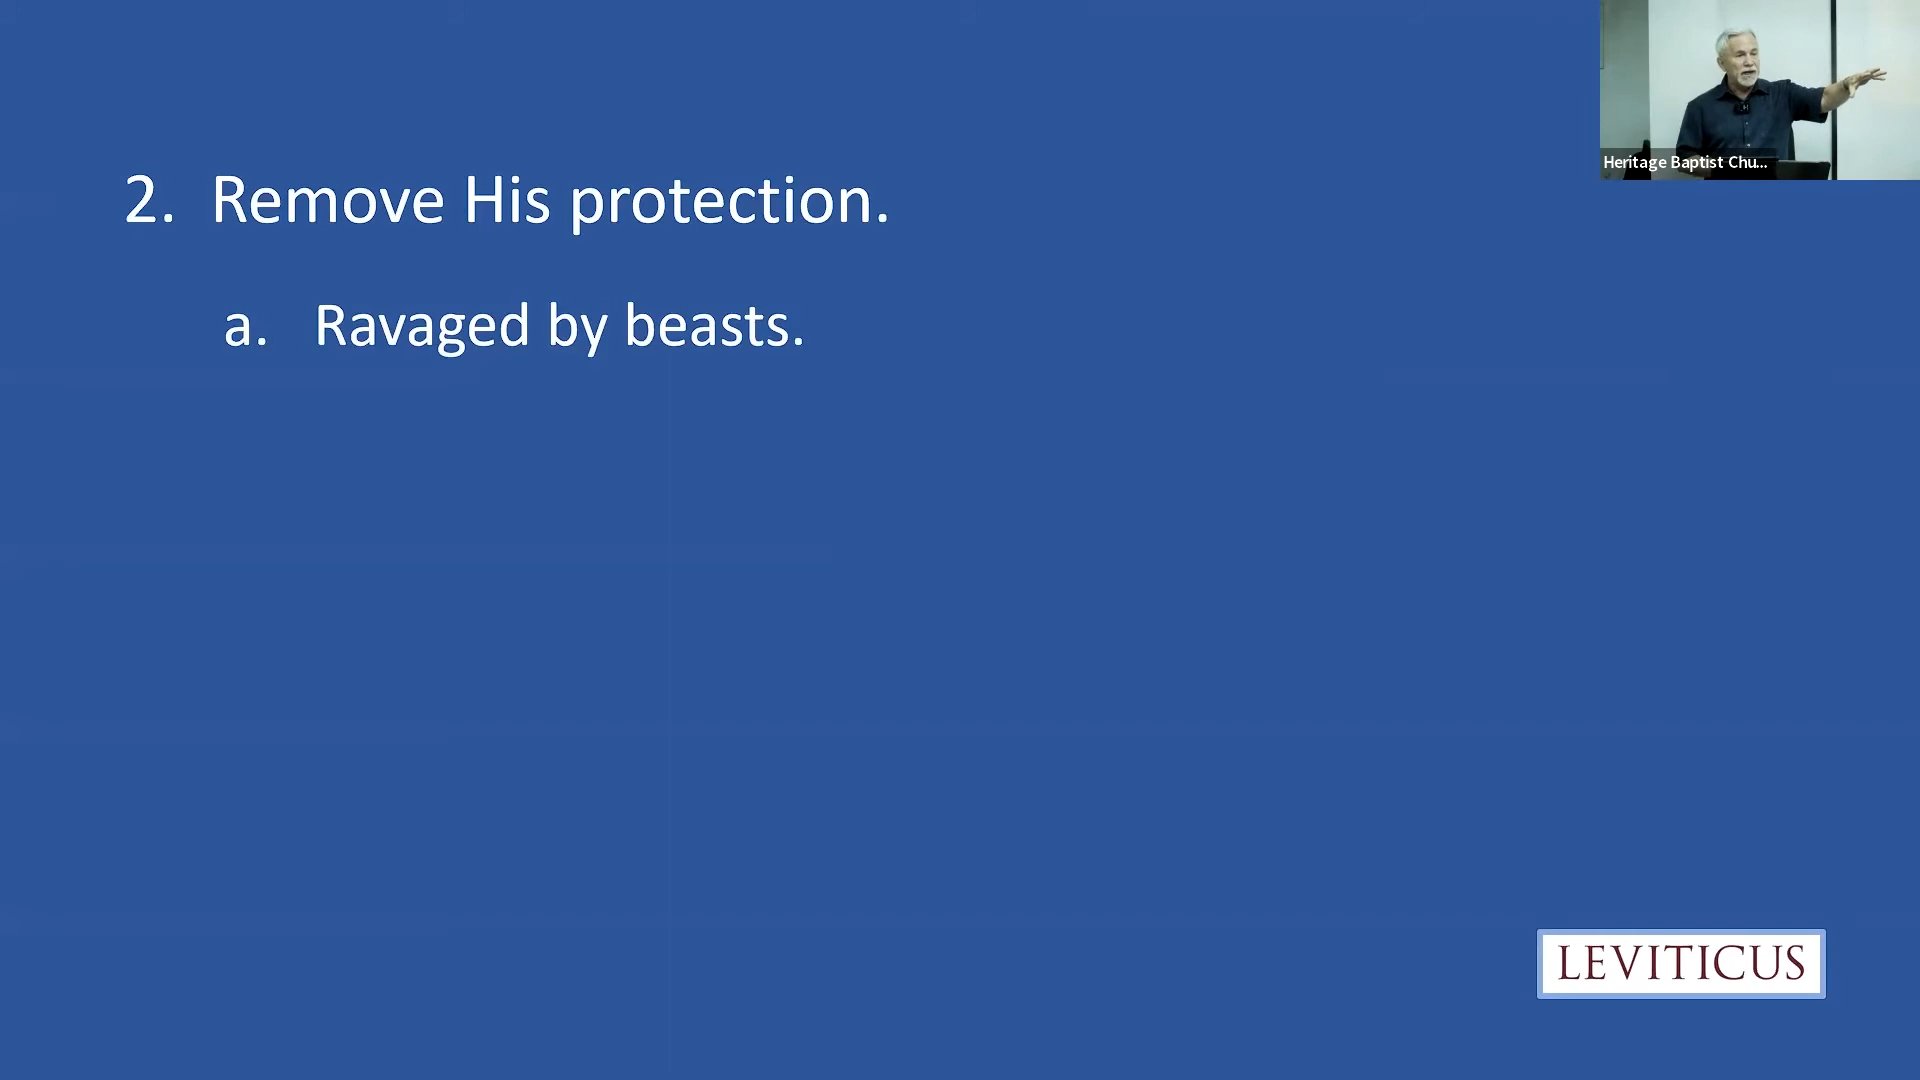 Heritage Baptist Chu...
2. Remove His protection.
a. Ravaged by beasts.
LEVITICUS